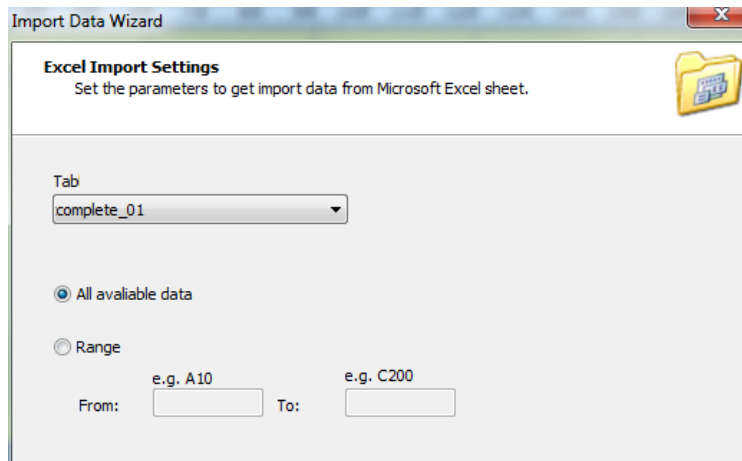 Import Data Wizard
Excel Import Settings
Set the parameters to get import data from Microsoft Excel sheet.
Tab
complete_01
All avaliable data
Range
e.g. A10 e.g. C200
From: To: